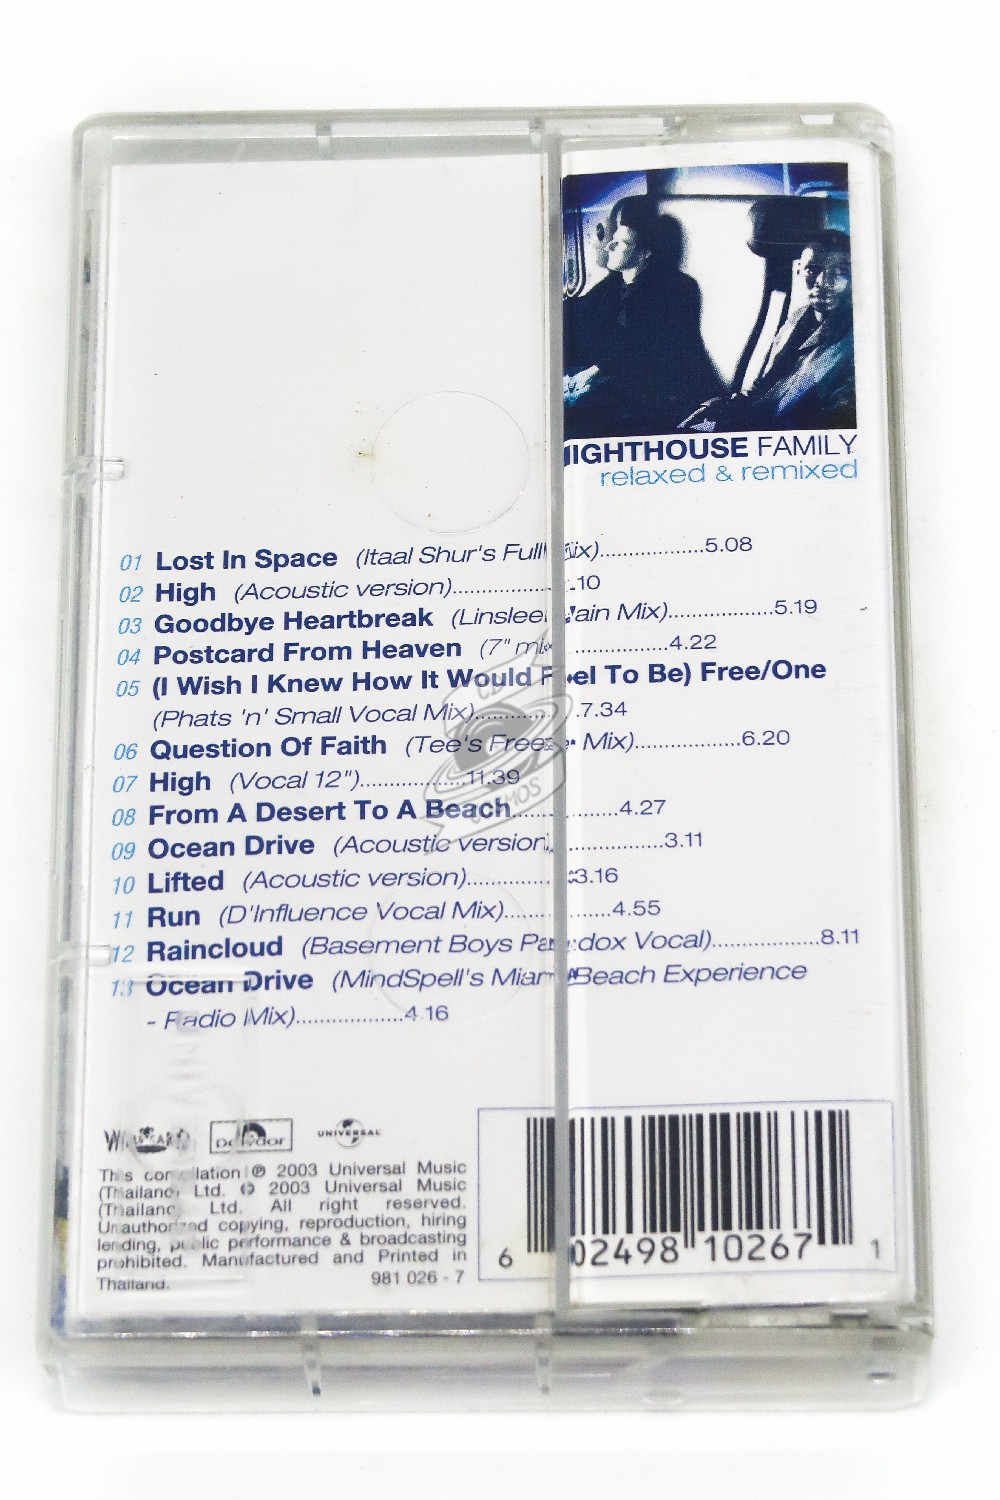 LIGHTHOUSE FAMILY
relaxed & remixed
01 Lost In Space (Itaal Shur's Full Mix)..................5.08
02 High (Acoustic version)....................10
03 Goodbye Heartbreak (Main Mix)..................5.19
04 Postcard From Heaven (7" mix)..................4.22
05 (I Wish I Knew How It Would Feel To Be) Free/One
(Phats 'n' Small Vocal Mix)..................7.34
06 Question Of Faith (Tee's Freeze Mix)..................6.20
07 High (Vocal 12")..................11.39
08 From A Desert To A Beach..................4.27
09 Ocean Drive (Acoustic version)..................3.11
10 Lifted (Acoustic version)..................3.16
11 Run (D'Influence Vocal Mix)..................4.55
12 Raincloud (Basement Boys Paradox Vocal)..................8.11
13 Ocean Drive (MindSpell's Miami Beach Experience
- Radio Mix)..................4.16
CD COSMOS
WILDCARD Polydor UNIVERSAL
This compilation ℗ 2003 Universal Music
(Thailand) Ltd. © 2003 Universal Music
(Thailand) Ltd. All right reserved.
Unauthorized copying, reproduction, hiring
lending, public performance & broadcasting
prohibited. Manufactured and Printed in
Thailand. 981 026 - 7
6 02498 10267 1